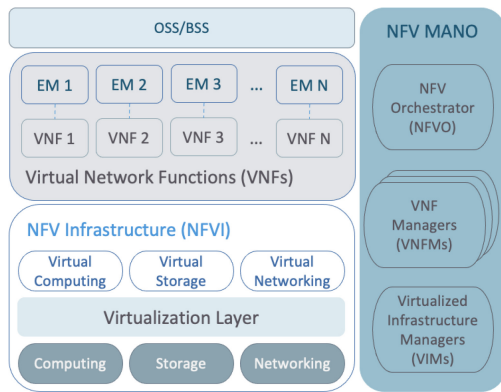 OSS/BSS
EM 1 EM 2 EM 3 ... EM N
VNF 1 VNF 2 VNF 3 ... VNF N
Virtual Network Functions (VNFs)
NFV Infrastructure (NFVI)
Virtual
Computing
Virtual
Storage
Virtual
Networking
Virtualization Layer
Computing Storage Networking
NFV MANO
NFV
Orchestrator
(NFVO)
VNF
Managers
(VNFMs)
Virtualized
Infrastructure
Managers
(VIMs)